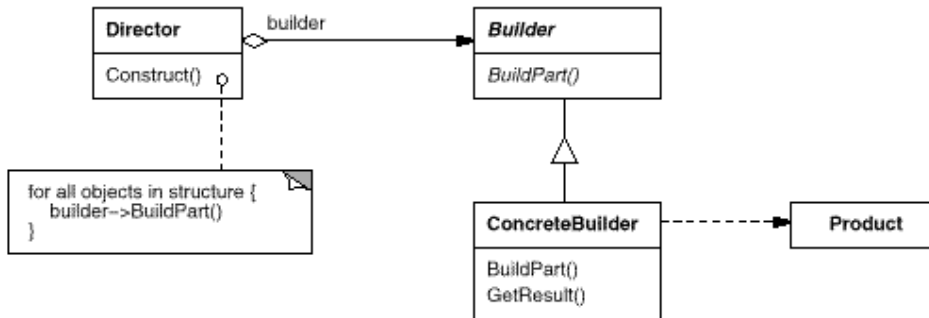 Director
builder
Builder
Construct()
BuildPart()
for all objects in structure {
builder->BuildPart()
}
ConcreteBuilder
Product
BuildPart()
GetResult()